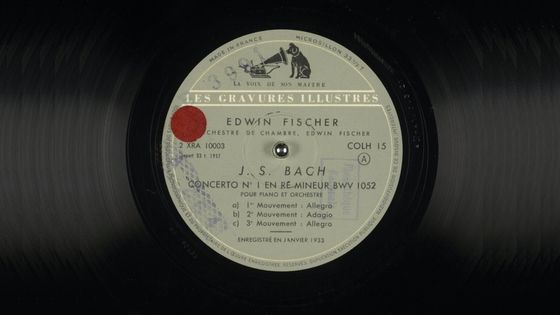 MADE IN FRANCE
MICROSILLON 33 1/3
LA VOIX DE SON MAITRE
LES GRAVURES ILLUSTRES
EDWIN FISCHER
ORCHESTRE DE CHAMBRE, EDWIN FISCHER
2 XRA 10003
COLH 15
33 t. 1957
A
J. S. BACH
CONCERTO N° 1 EN RÉ MINEUR BWV 1052
POUR PIANO ET ORCHESTRE
a) 1er Mouvement : Allegro
b) 2e Mouvement : Adagio
c) 3e Mouvement : Allegro
ENREGISTRÉ EN JANVIER 1933